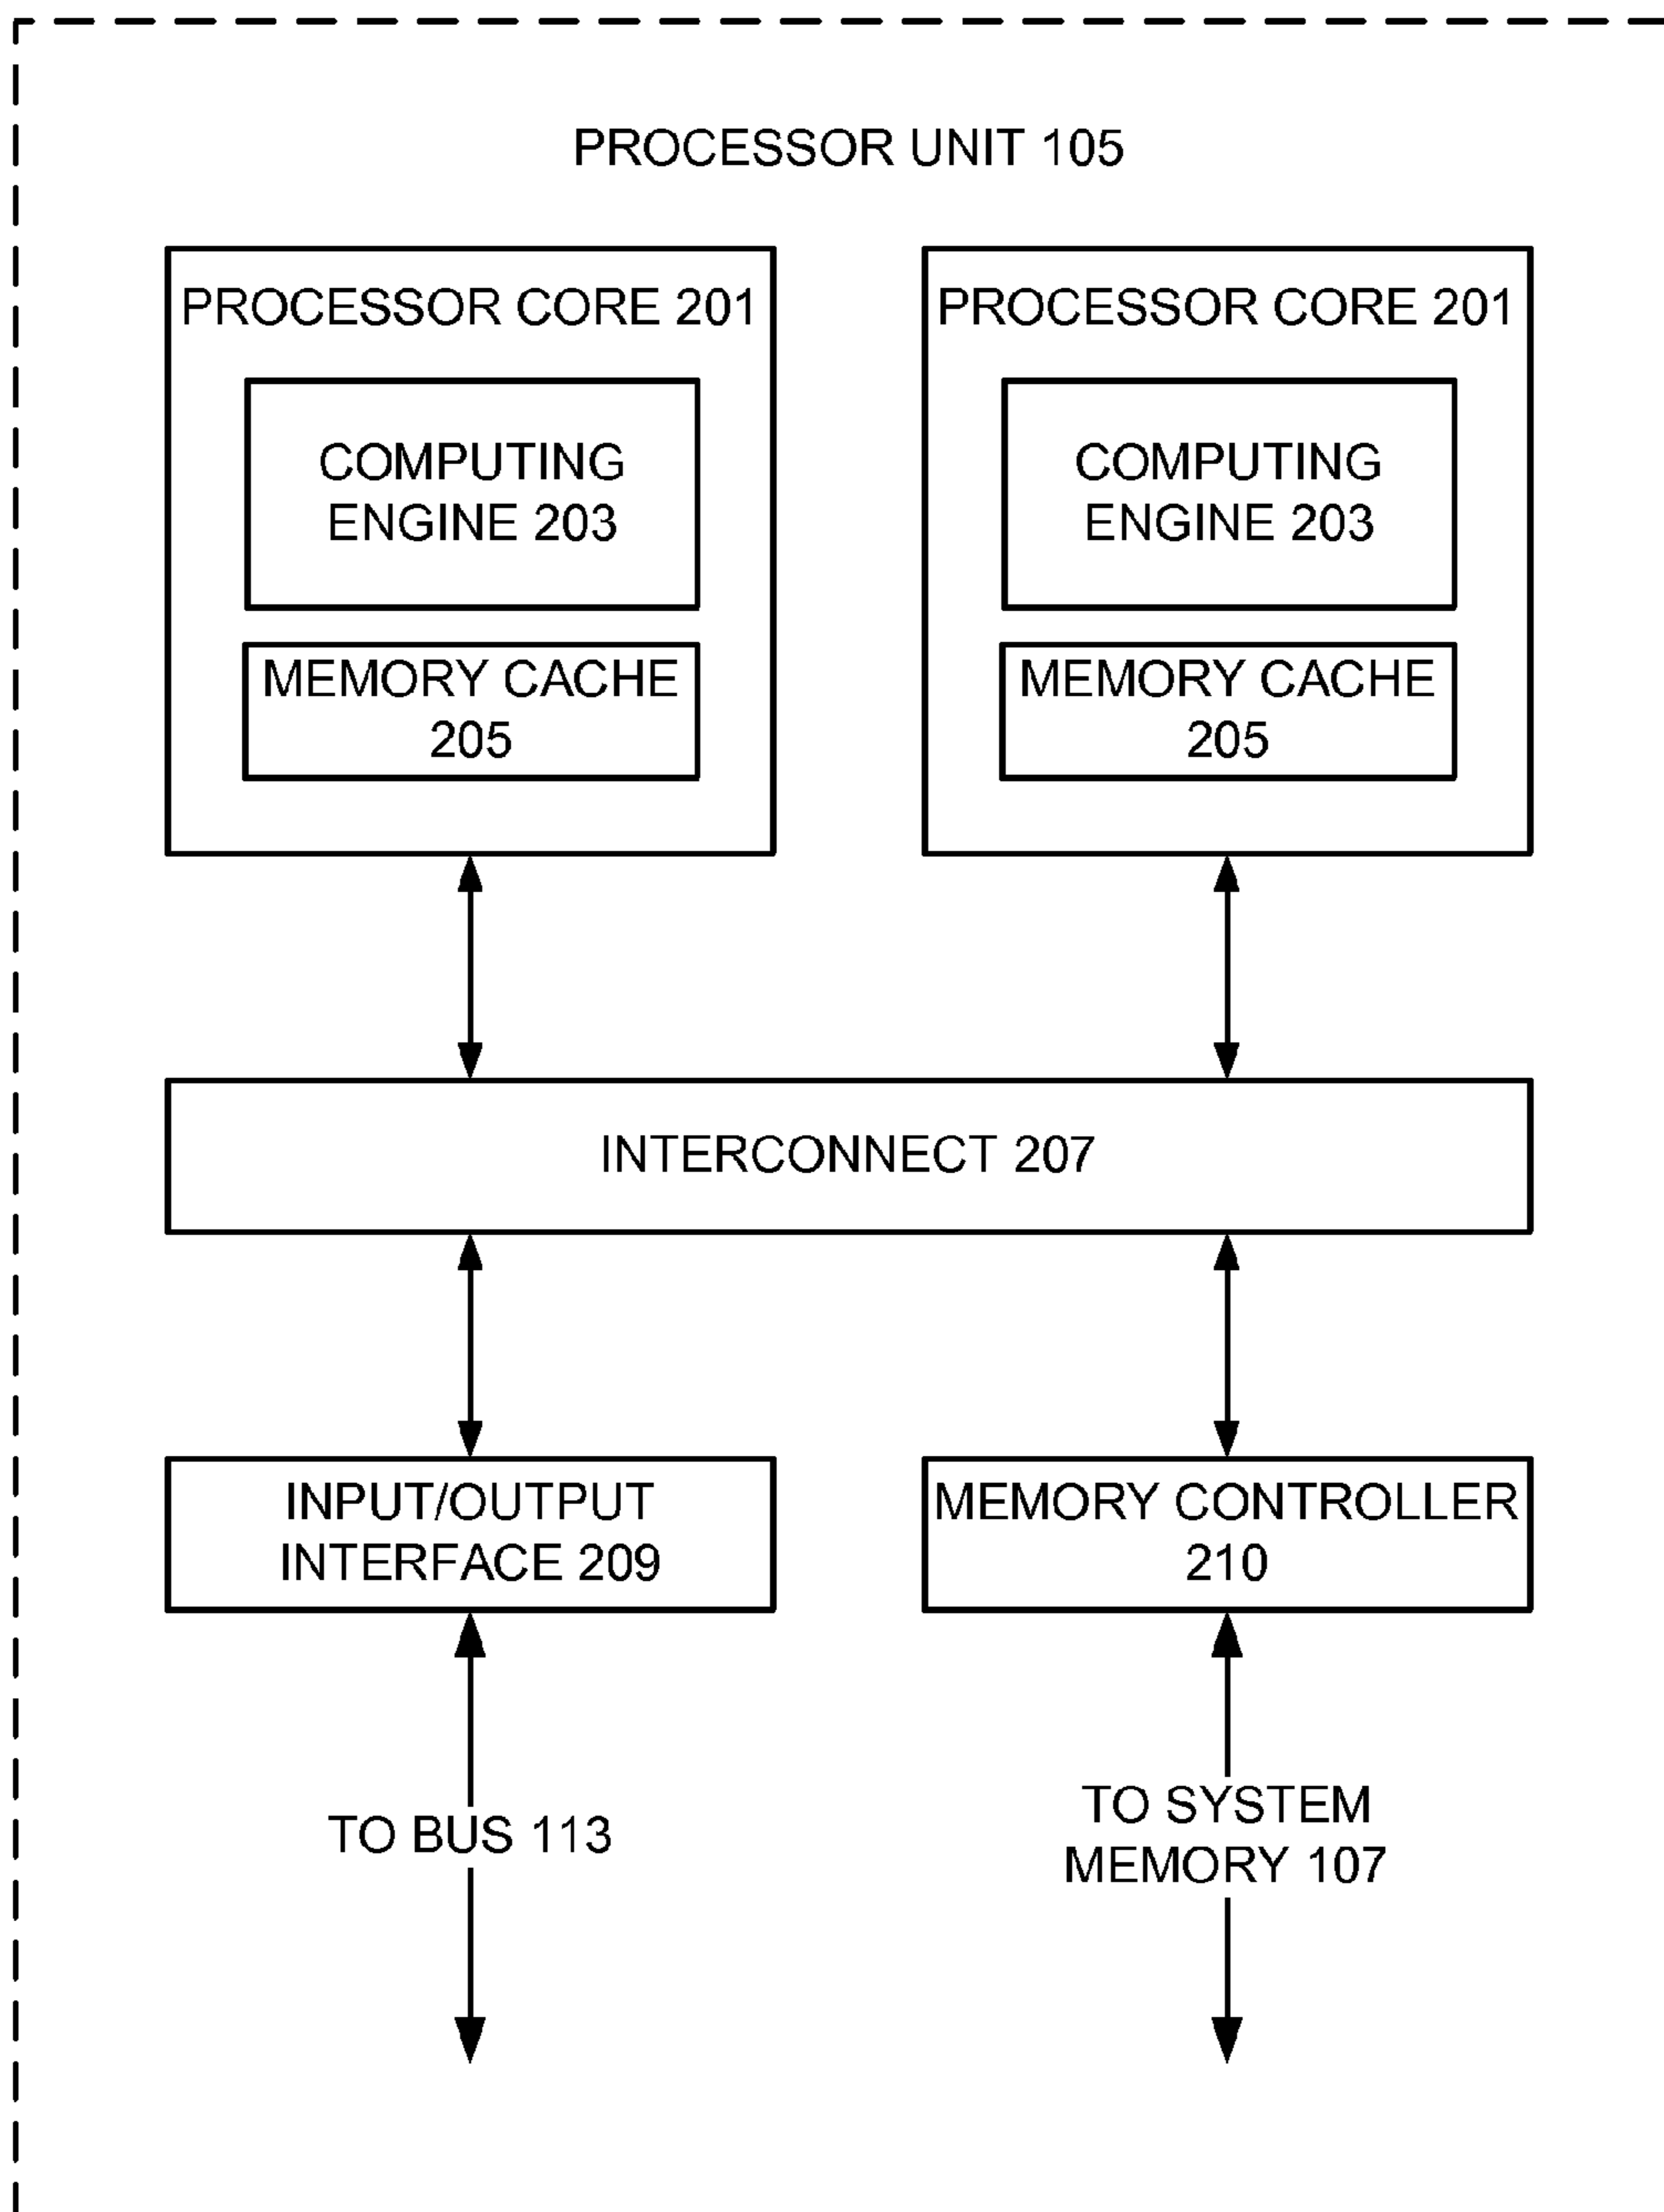 PROCESSOR UNIT 105
PROCESSOR CORE 201
COMPUTING
ENGINE 203
MEMORY CACHE
205
PROCESSOR CORE 201
COMPUTING
ENGINE 203
MEMORY CACHE
205
INTERCONNECT 207
INPUT/OUTPUT
INTERFACE 209
MEMORY CONTROLLER
210
TO BUS 113
TO SYSTEM
MEMORY 107